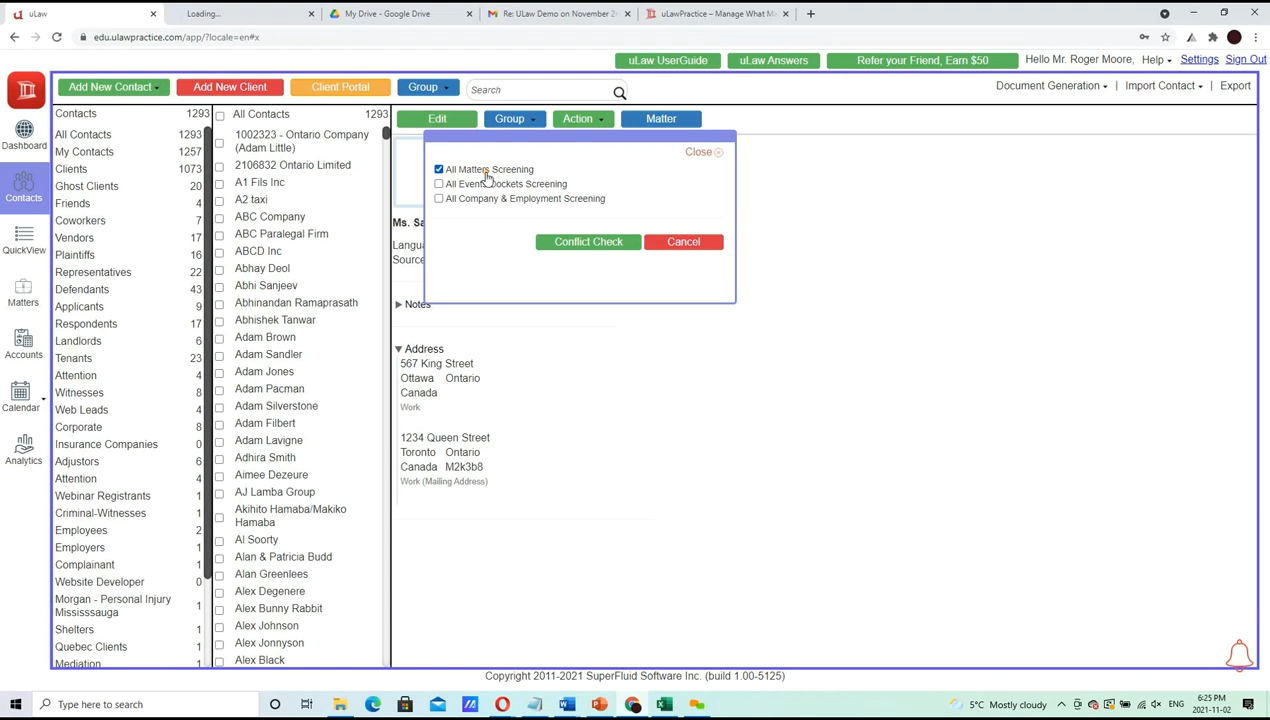 uLaw
Loading...
My Drive - Google Drive
Re: ULaw Demo on November 2
uLawPractice – Manage What M
edu.ulawpractice.com/app/?locale=en#x
uLaw UserGuide
uLaw Answers
Refer your Friend, Earn $50
Hello Mr. Roger Moore,
Help
Settings
Sign Out
Add New Contact
Add New Client
Client Portal
Group
Search
Document Generation
Import Contact
Export
Dashboard
Contacts
QuickView
Matters
Accounts
Calendar
Analytics
Contacts 1293
All Contacts 1293
My Contacts 1257
Clients 1073
Ghost Clients 20
Friends 4
Coworkers 7
Vendors 17
Plaintiffs 16
Representatives 22
Defendants 43
Applicants 9
Respondents 17
Landlords 6
Tenants 23
Attention 4
Witnesses 8
Web Leads 4
Corporate 8
Insurance Companies 0
Adjustors 6
Attention 4
Webinar Registrants 1
Criminal-Witnesses 1
Employees 2
Employers 1
Complainant 1
Website Developer 0
Morgan - Personal Injury
Mississsauga 1
Shelters 1
Quebec Clients 1
Mediation 1
All Contacts 1293
1002323 - Ontario Company
(Adam Little)
2106832 Ontario Limited
A1 Fils Inc
A2 taxi
ABC Company
ABC Paralegal Firm
ABCD Inc
Abhay Deol
Abhi Sanjeev
Abhinandan Ramaprasath
Abhishek Tanwar
Adam Brown
Adam Sandler
Adam Jones
Adam Pacman
Adam Silverstone
Adam Filbert
Adam Lavigne
Adhira Smith
Aimee Dezeure
AJ Lamba Group
Akihito Hamaba/Makiko
Hamaba
Al Soorty
Alan & Patricia Budd
Alan Greenlees
Alex Degenere
Alex Bunny Rabbit
Alex Johnson
Alex Jonnyson
Alex Black
Edit
Group
Action
Matter
Close
All Matters Screening
All Events/Dockets Screening
All Company & Employment Screening
Conflict Check
Cancel
Ms. Sa
Langu
Source
Notes
Address
567 King Street
Ottawa Ontario
Canada
Work
1234 Queen Street
Toronto Ontario
Canada M2k3b8
Work (Mailing Address)
Copyright 2011-2021 SuperFluid Software Inc. (build 1.00-5125)
Type here to search
5°C Mostly cloudy
ENG
6:25 PM
2021-11-02